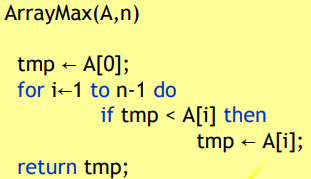 ArrayMax(A,n)
tmp ← A[0];
for i←1 to n-1 do
if tmp < A[i] then
tmp ← A[i];
return tmp;